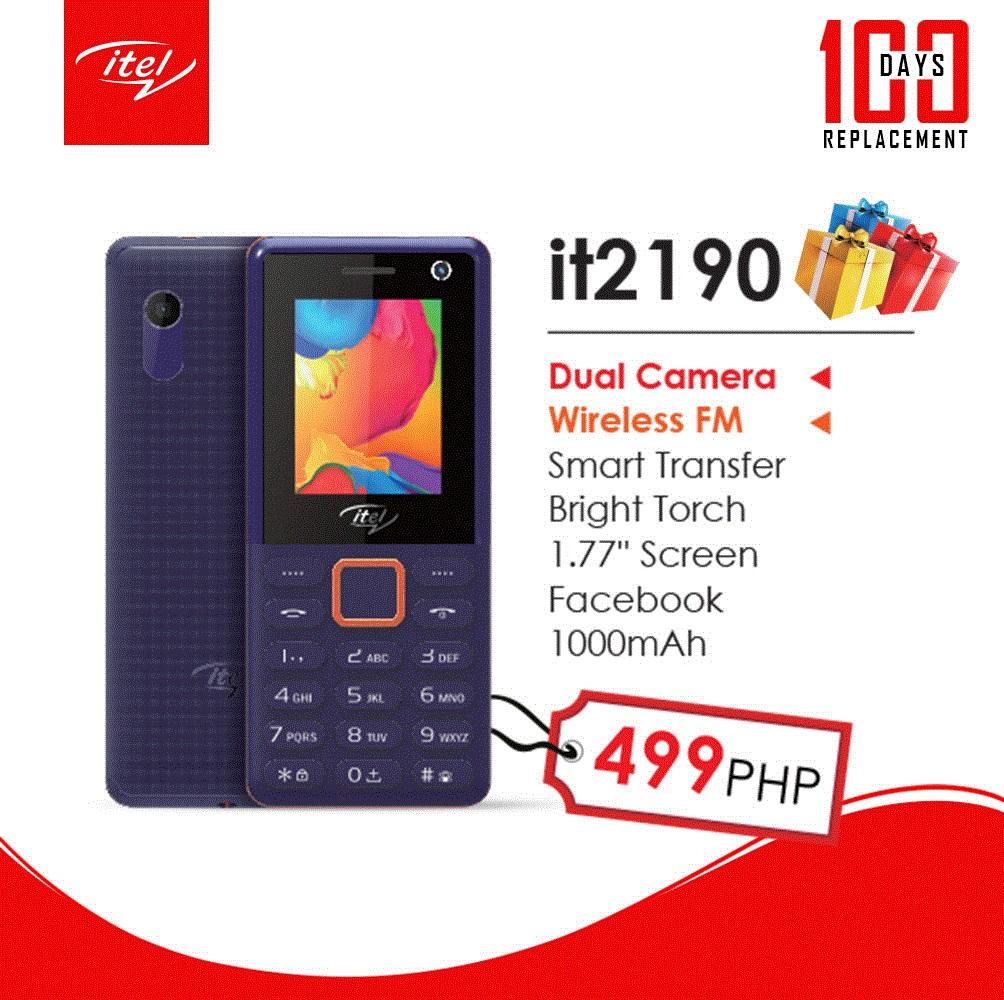 itel
100
DAYS
REPLACEMENT
it2190
Dual Camera
Wireless FM
Smart Transfer
Bright Torch
1.77" Screen
Facebook
1000mAh
499PHP
itel
1
2 ABC
3 DEF
4 GHI
5 JKL
6 MNO
7 PQRS
8 TUV
9 WXYZ
*
0
#
itel